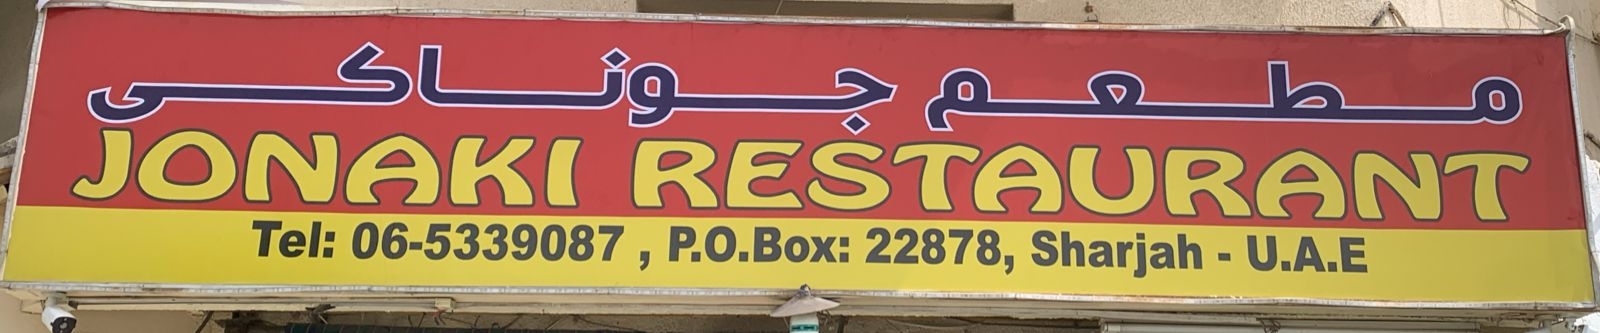 مطعم جوناكى
JONAKI RESTAURANT
Tel: 06-5339087 , P.O.Box: 22878, Sharjah - U.A.E